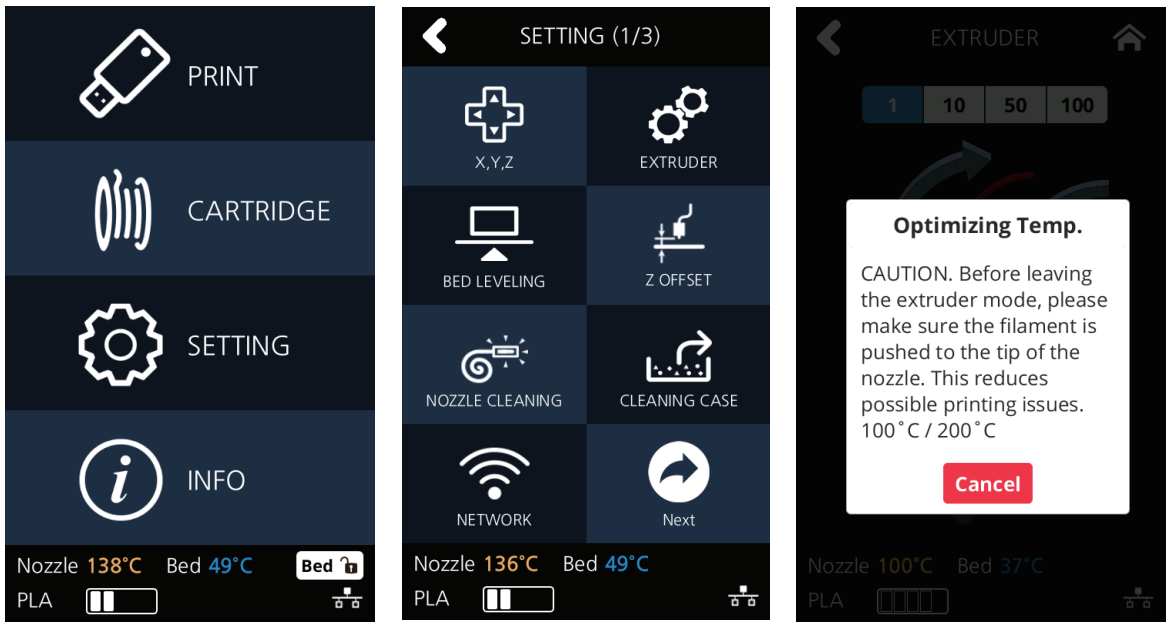 PRINT
CARTRIDGE
SETTING
INFO
Nozzle 138°C Bed 49°C Bed
PLA
SETTING (1/3)
X,Y,Z
EXTRUDER
BED LEVELING
Z OFFSET
NOZZLE CLEANING
CLEANING CASE
NETWORK
Next
Nozzle 136°C Bed 49°C
PLA
EXTRUDER
1 10 50 100
Optimizing Temp.
CAUTION. Before leaving
the extruder mode, please
make sure the filament is
pushed to the tip of the
nozzle. This reduces
possible printing issues.
100˚C / 200˚C
Cancel
Nozzle 100°C Bed 37°C
PLA